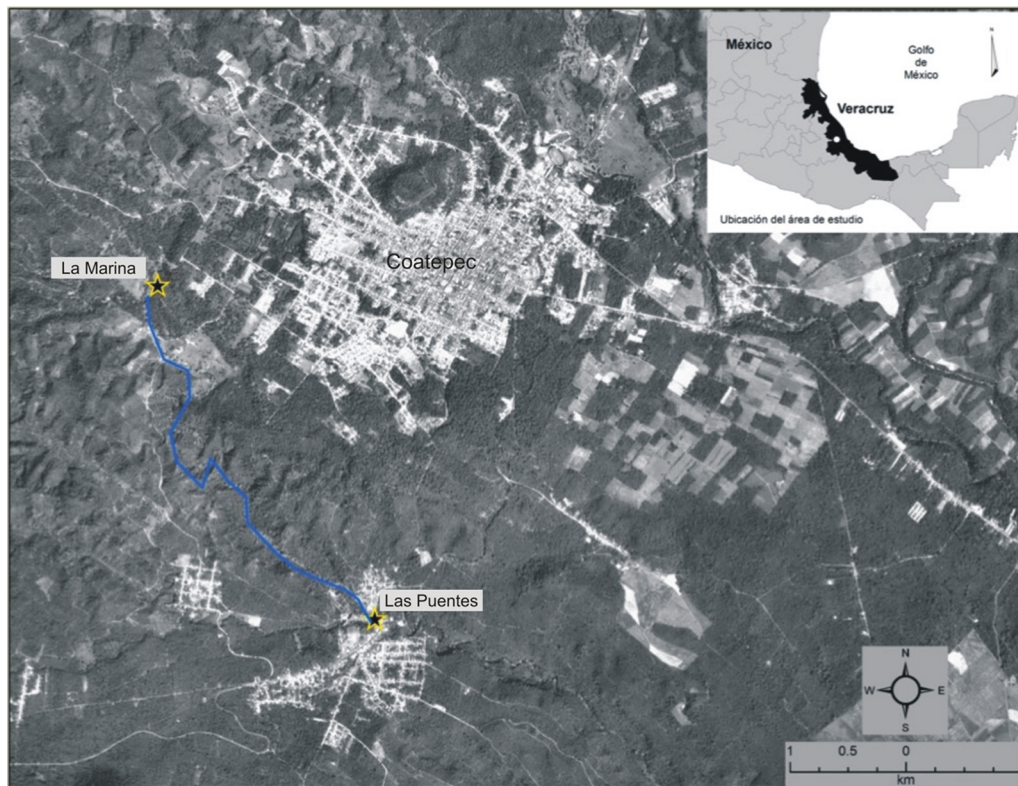 México
Golfo
de
México
N
Veracruz
Ubicación del área de estudio
La Marina
Coatepec
Las Puentes
N
W E
S
1 0.5 0
km